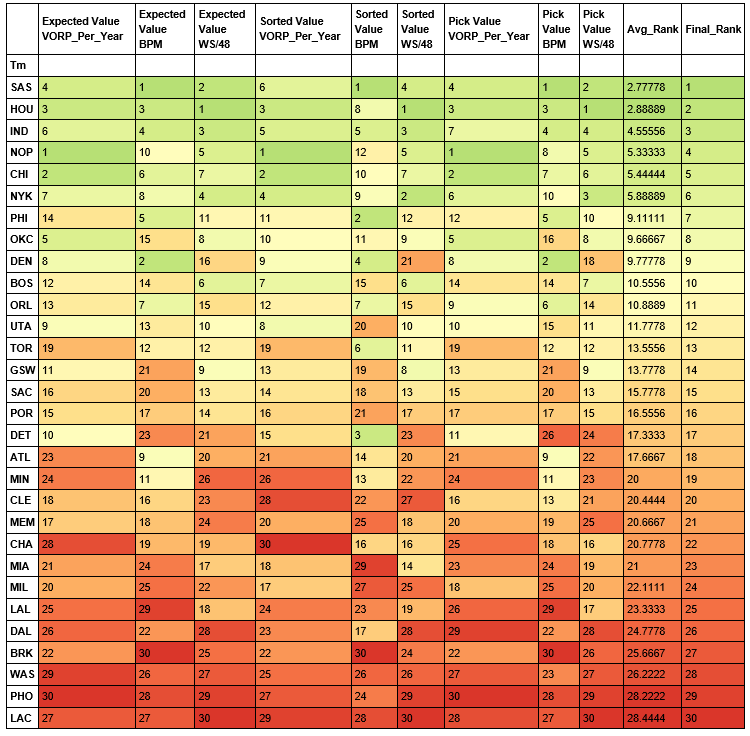 Expected Value VORP_Per_Year Expected Value BPM Expected Value WS/48 Sorted Value VORP_Per_Year Sorted Value BPM Sorted Value WS/48 Pick Value VORP_Per_Year Pick Value BPM Pick Value WS/48 Avg_Rank Final_Rank
Tm
SAS 4 1 2 6 1 4 4 1 2 2.77778 1
HOU 3 3 1 3 8 1 3 3 1 2.88889 2
IND 6 4 3 5 5 3 7 4 4 4.55556 3
NOP 1 10 5 1 12 5 1 8 5 5.33333 4
CHI 2 6 7 2 10 7 2 7 6 5.44444 5
NYK 7 8 4 4 9 2 6 10 3 5.88889 6
PHI 14 5 11 11 2 12 12 5 10 9.11111 7
OKC 5 15 8 10 11 9 5 16 8 9.66667 8
DEN 8 2 16 9 4 21 8 2 18 9.77778 9
BOS 12 14 6 7 15 6 14 14 7 10.5556 10
ORL 13 7 15 12 7 15 9 6 14 10.8889 11
UTA 9 13 10 8 20 10 10 15 11 11.7778 12
TOR 19 12 12 19 6 11 19 12 12 13.5556 13
GSW 11 21 9 13 19 8 13 21 9 13.7778 14
SAC 16 20 13 14 18 13 15 20 13 15.7778 15
POR 15 17 14 16 21 17 17 17 15 16.5556 16
DET 10 23 21 15 3 23 11 26 24 17.3333 17
ATL 23 9 20 21 14 20 21 9 22 17.6667 18
MIN 24 11 26 26 13 22 24 11 23 20 19
CLE 18 16 23 28 22 27 16 13 21 20.4444 20
MEM 17 18 24 20 25 18 20 19 25 20.6667 21
CHA 28 19 19 30 16 16 25 18 16 20.7778 22
MIA 21 24 17 18 29 14 23 24 19 21 23
MIL 20 25 22 17 27 25 18 25 20 22.1111 24
LAL 25 29 18 24 23 19 26 29 17 23.3333 25
DAL 26 22 28 23 17 28 29 22 28 24.7778 26
BRK 22 30 25 22 30 24 22 30 26 25.6667 27
WAS 29 26 27 25 26 26 27 23 27 26.2222 28
PHO 30 28 29 27 24 29 30 28 29 28.2222 29
LAC 27 27 30 29 28 30 28 27 30 28.4444 30